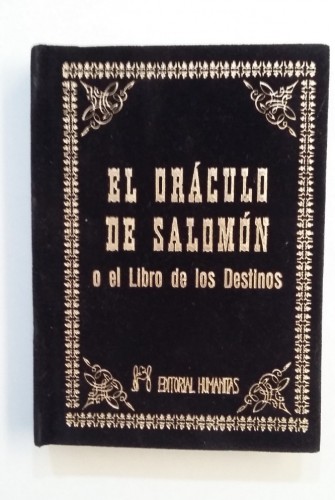 EL ORÁCULO
DE SALOMÓN
o el Libro de los Destinos
EDITORIAL HUMANITAS